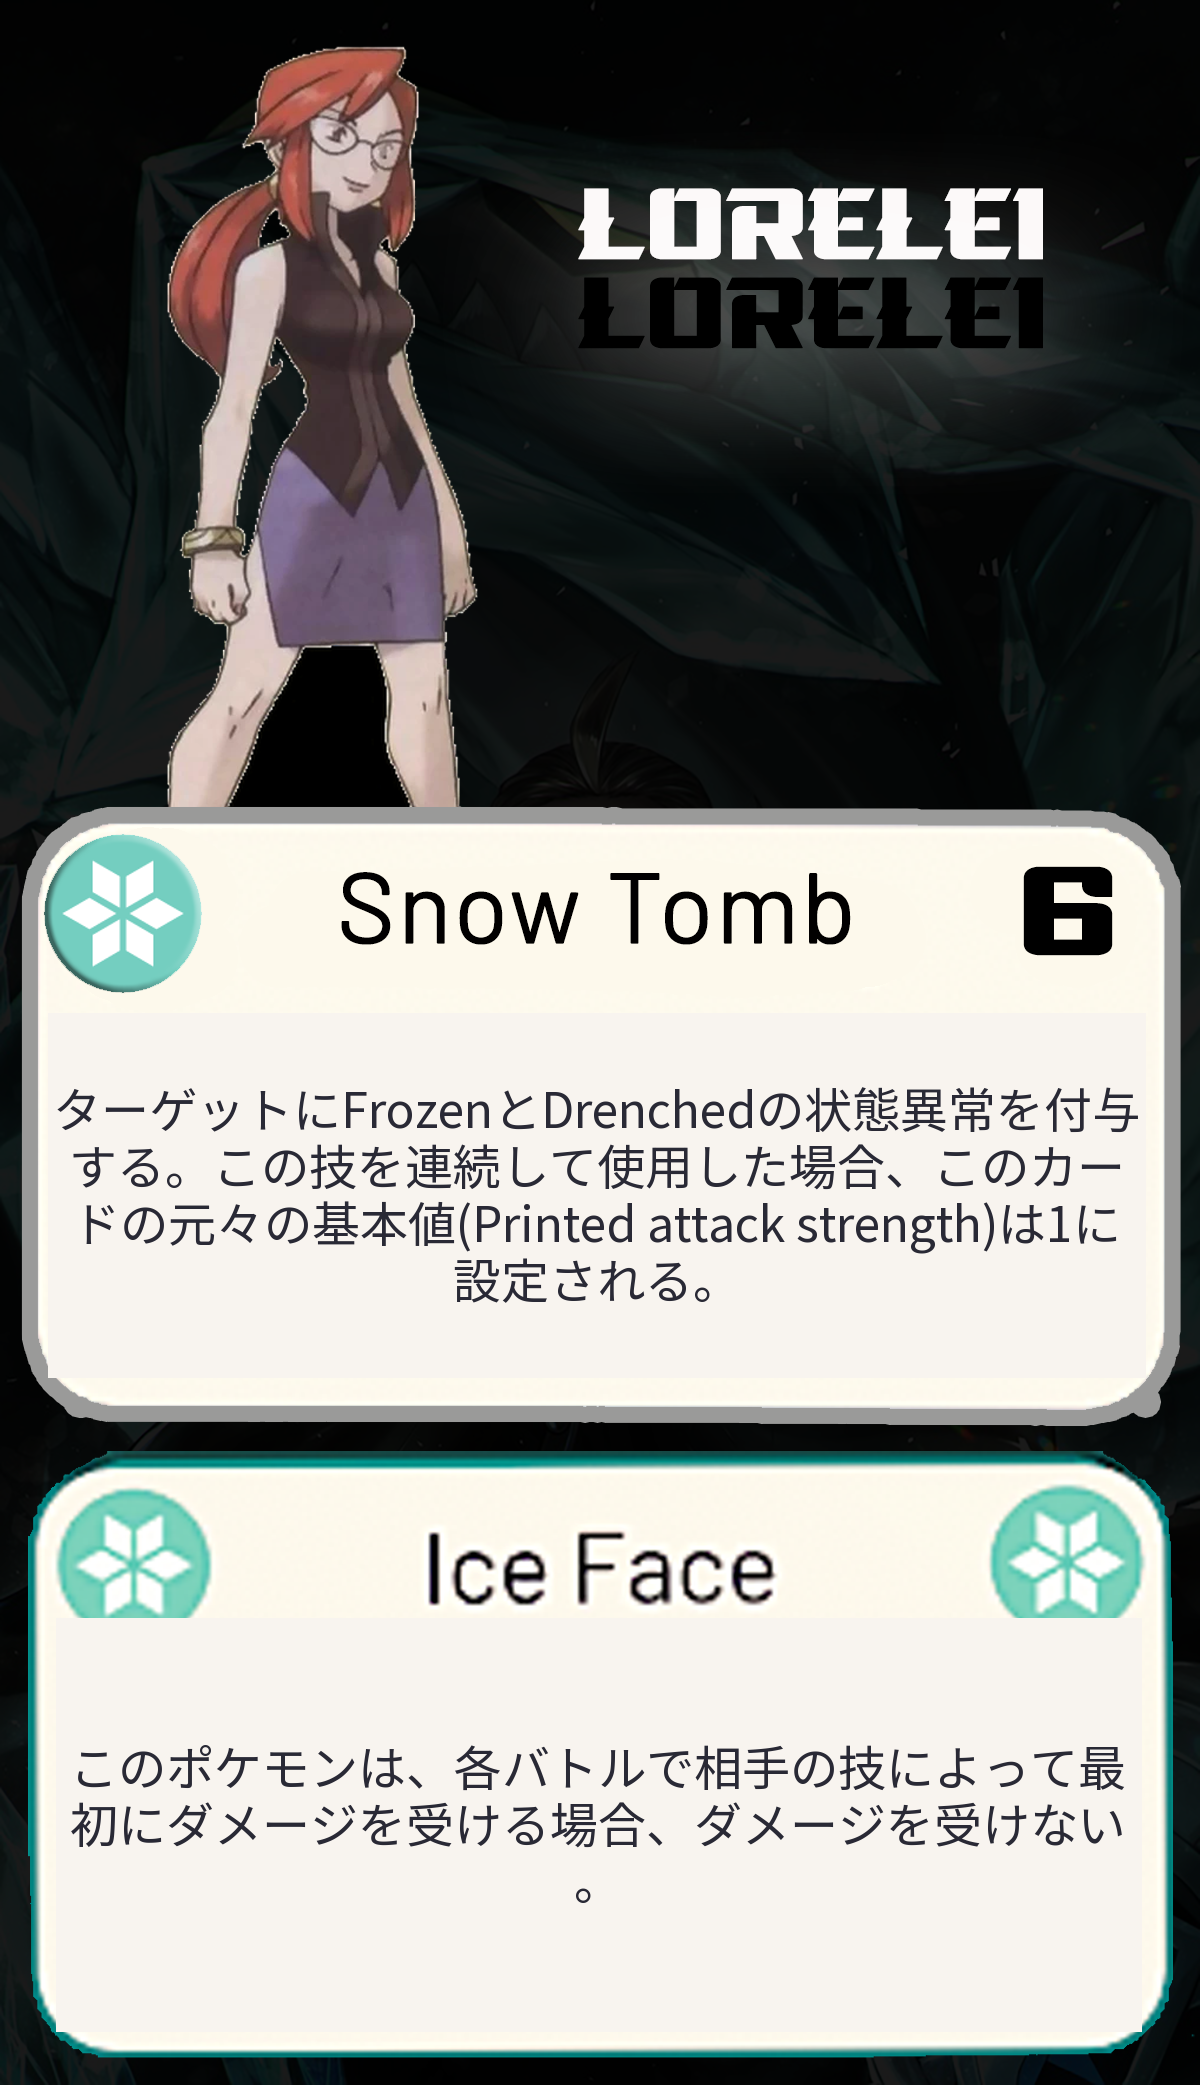 LORELEI
LORELEI
Snow Tomb
6
ターゲットにFrozenとDrenchedの状態異常を付与
する。この技を連続して使用した場合、このカー
ドの元々の基本値(Printed attack strength)は1に
設定される。
Ice Face
このポケモンは、各バトルで相手の技によって最
初にダメージを受ける場合、ダメージを受けない
。